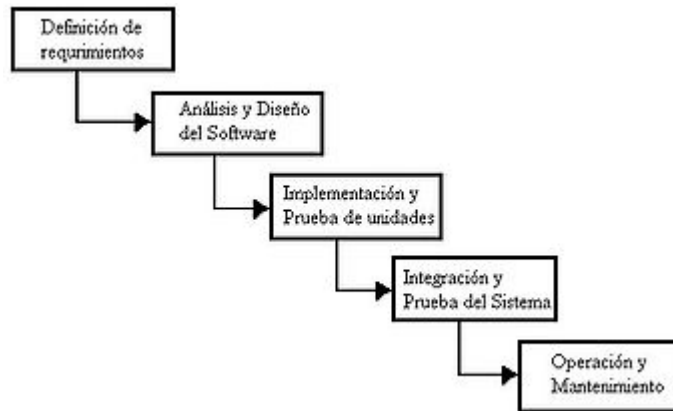 Definición de
requrimientos
Análisis y Diseño
del Software
Implementación y
Prueba de unidades
Integración y
Prueba del Sistema
Operación y
Mantenimiento